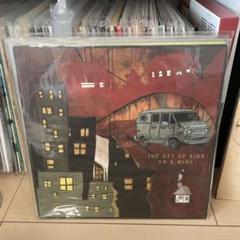 THE GET UP KIDS
ON A WIRE